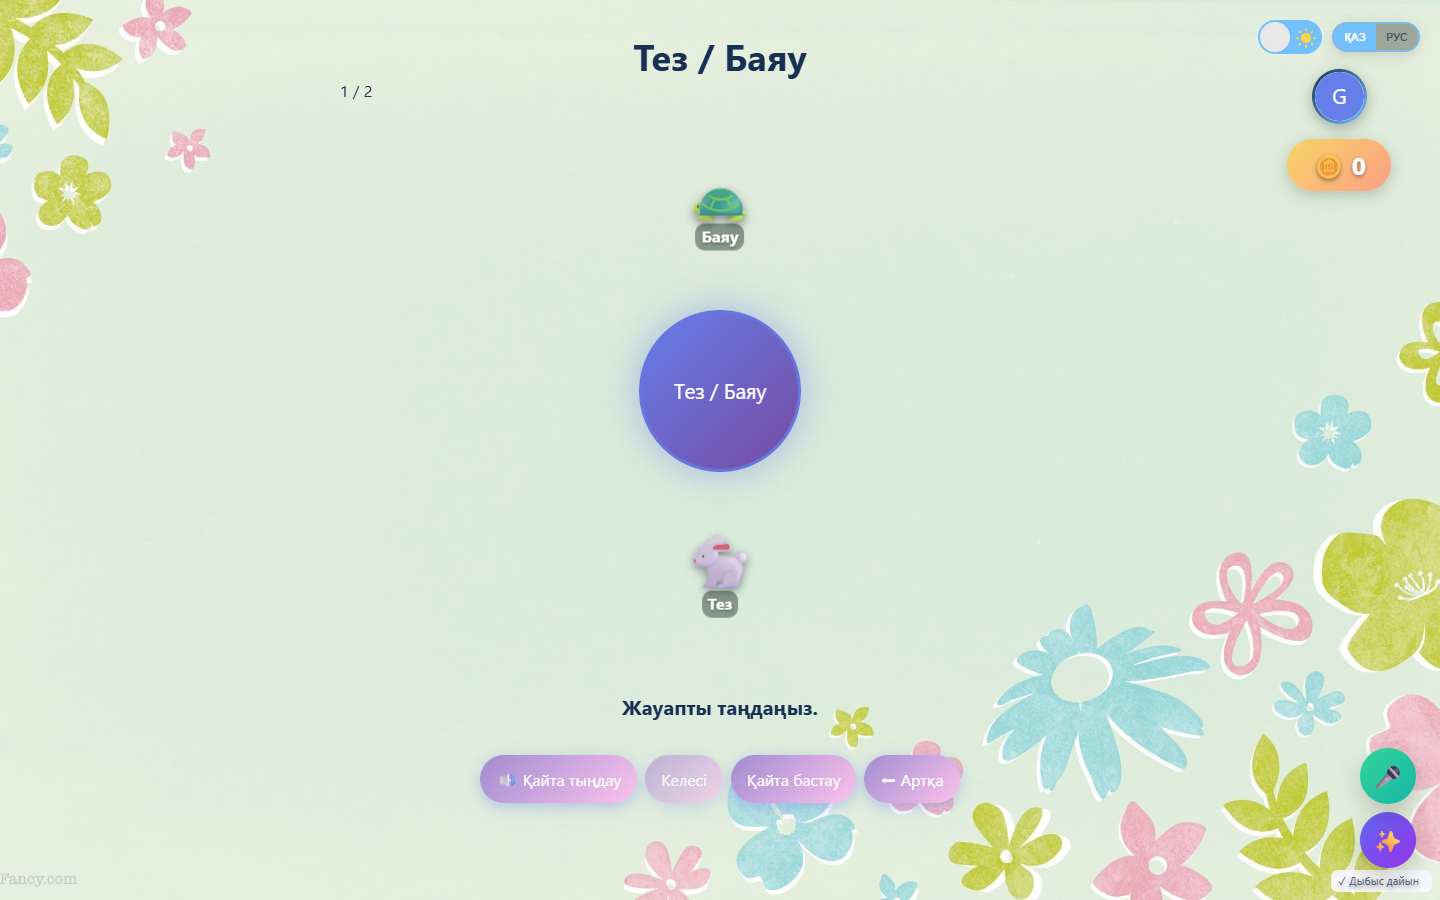 Тез / Баяу
ҚАЗ РУС
1 / 2
G
0
Баяу
Тез / Баяу
Тез
Жауапты таңдаңыз.
Қайта тыңдау Келесі Қайта бастау ← Артқа
Fancy.com
✓ Дыбыс дайын